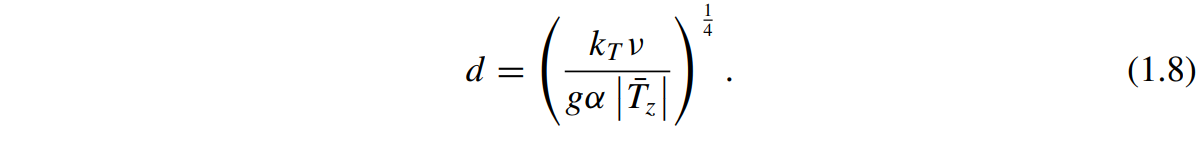 d = \left( \frac{k_T \nu}{g \alpha \left| \bar{T}_z \right|} \right)^{\frac{1}{4}} . (1.8)